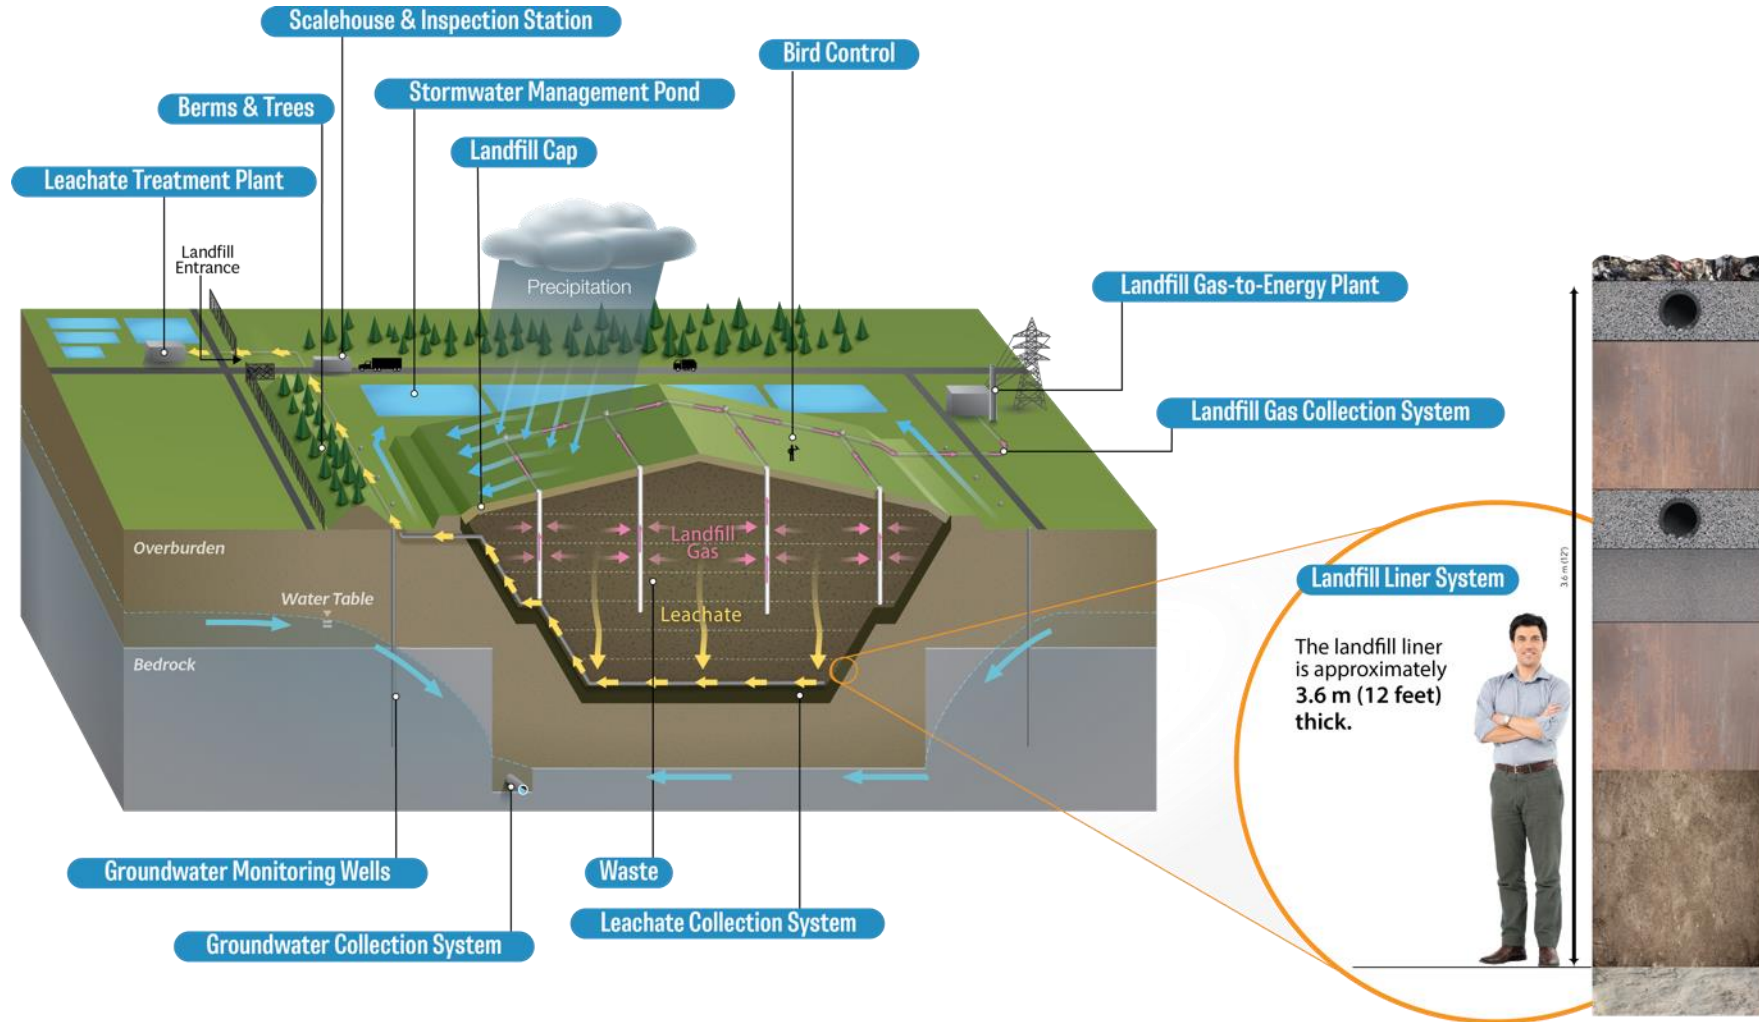 Scalehouse & Inspection Station
Bird Control
Stormwater Management Pond
Berms & Trees
Landfill Cap
Leachate Treatment Plant
Landfill
Entrance
Precipitation
Landfill Gas-to-Energy Plant
Landfill Gas Collection System
Landfill
Gas
Overburden
Water Table
Leachate
Bedrock
Landfill Liner System
3.6 m (12')
The landfill liner
is approximately
3.6 m (12 feet)
thick.
Groundwater Monitoring Wells
Waste
Leachate Collection System
Groundwater Collection System